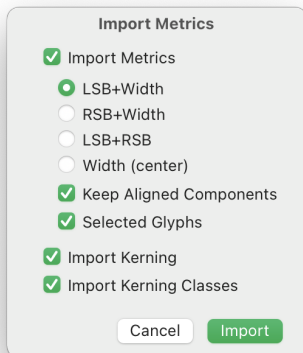 Import Metrics
Import Metrics
LSB+Width
RSB+Width
LSB+RSB
Width (center)
Keep Aligned Components
Selected Glyphs
Import Kerning
Import Kerning Classes
Cancel Import